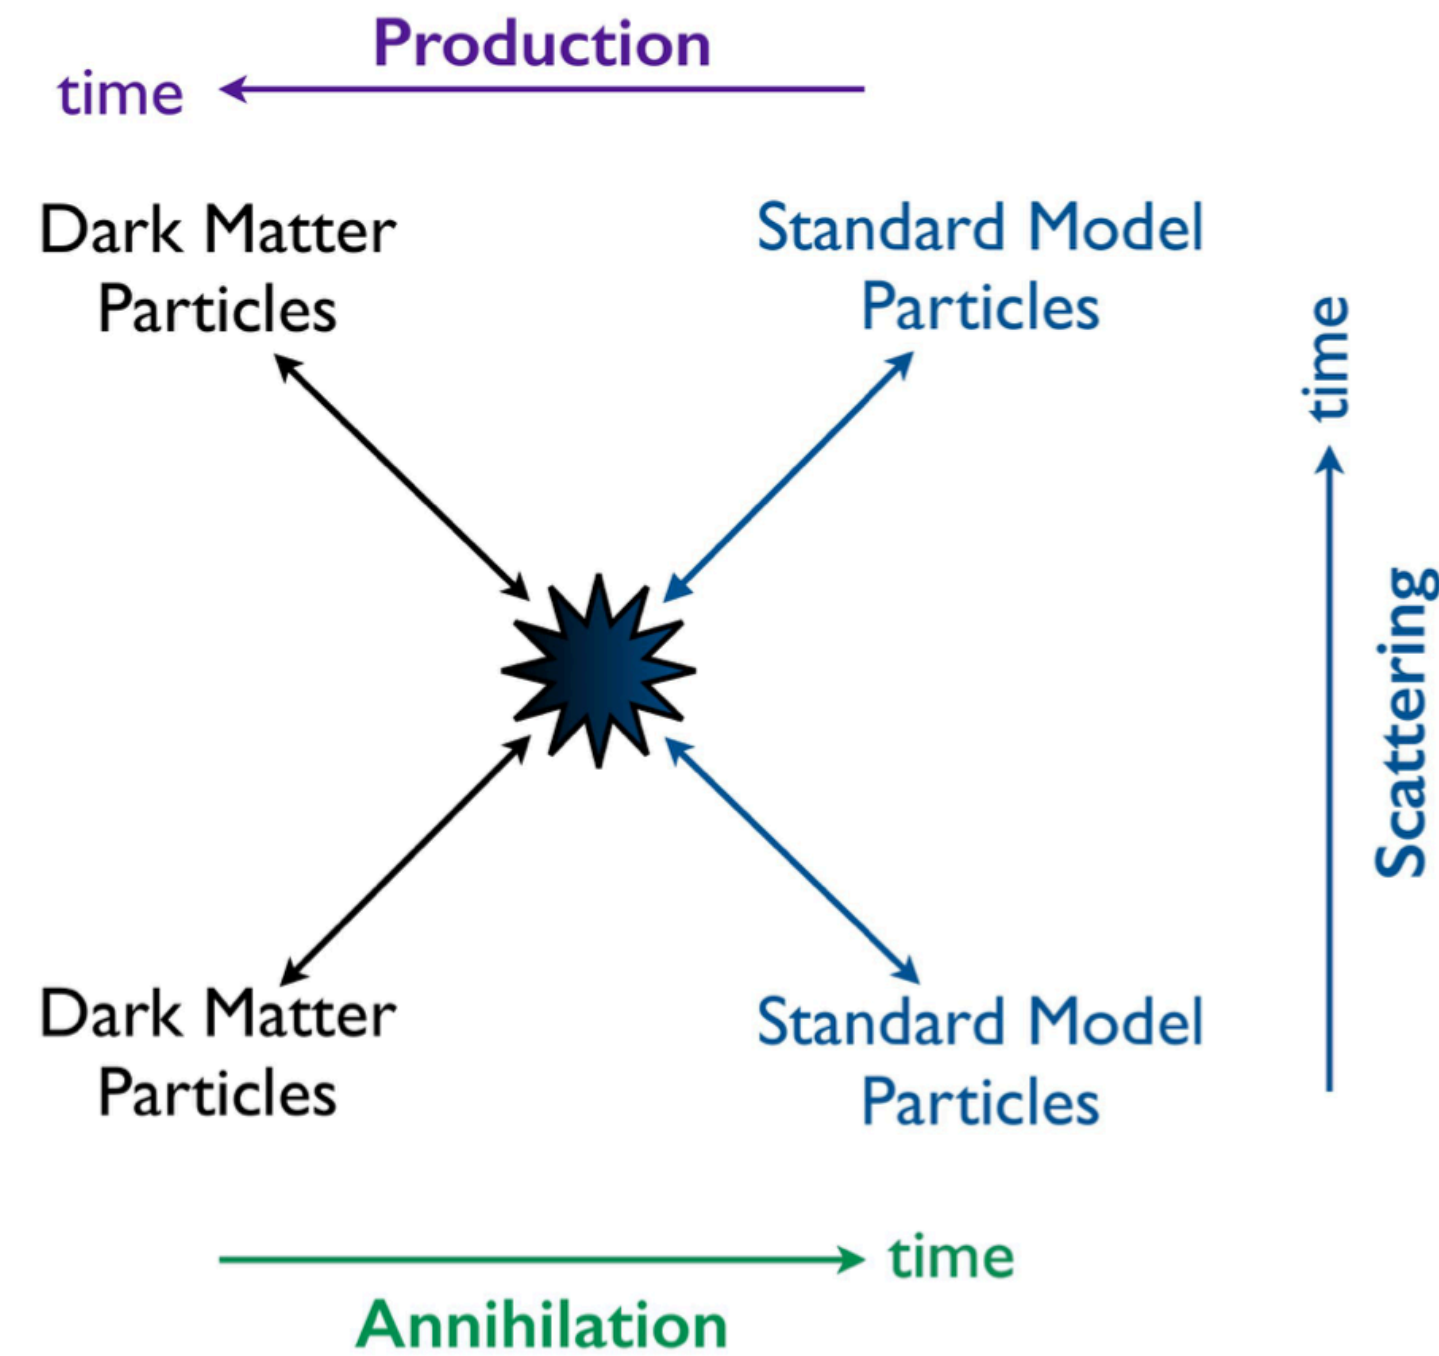 Production
time
Dark Matter
Particles
Standard Model
Particles
time
Scattering
Dark Matter
Particles
Standard Model
Particles
time
Annihilation